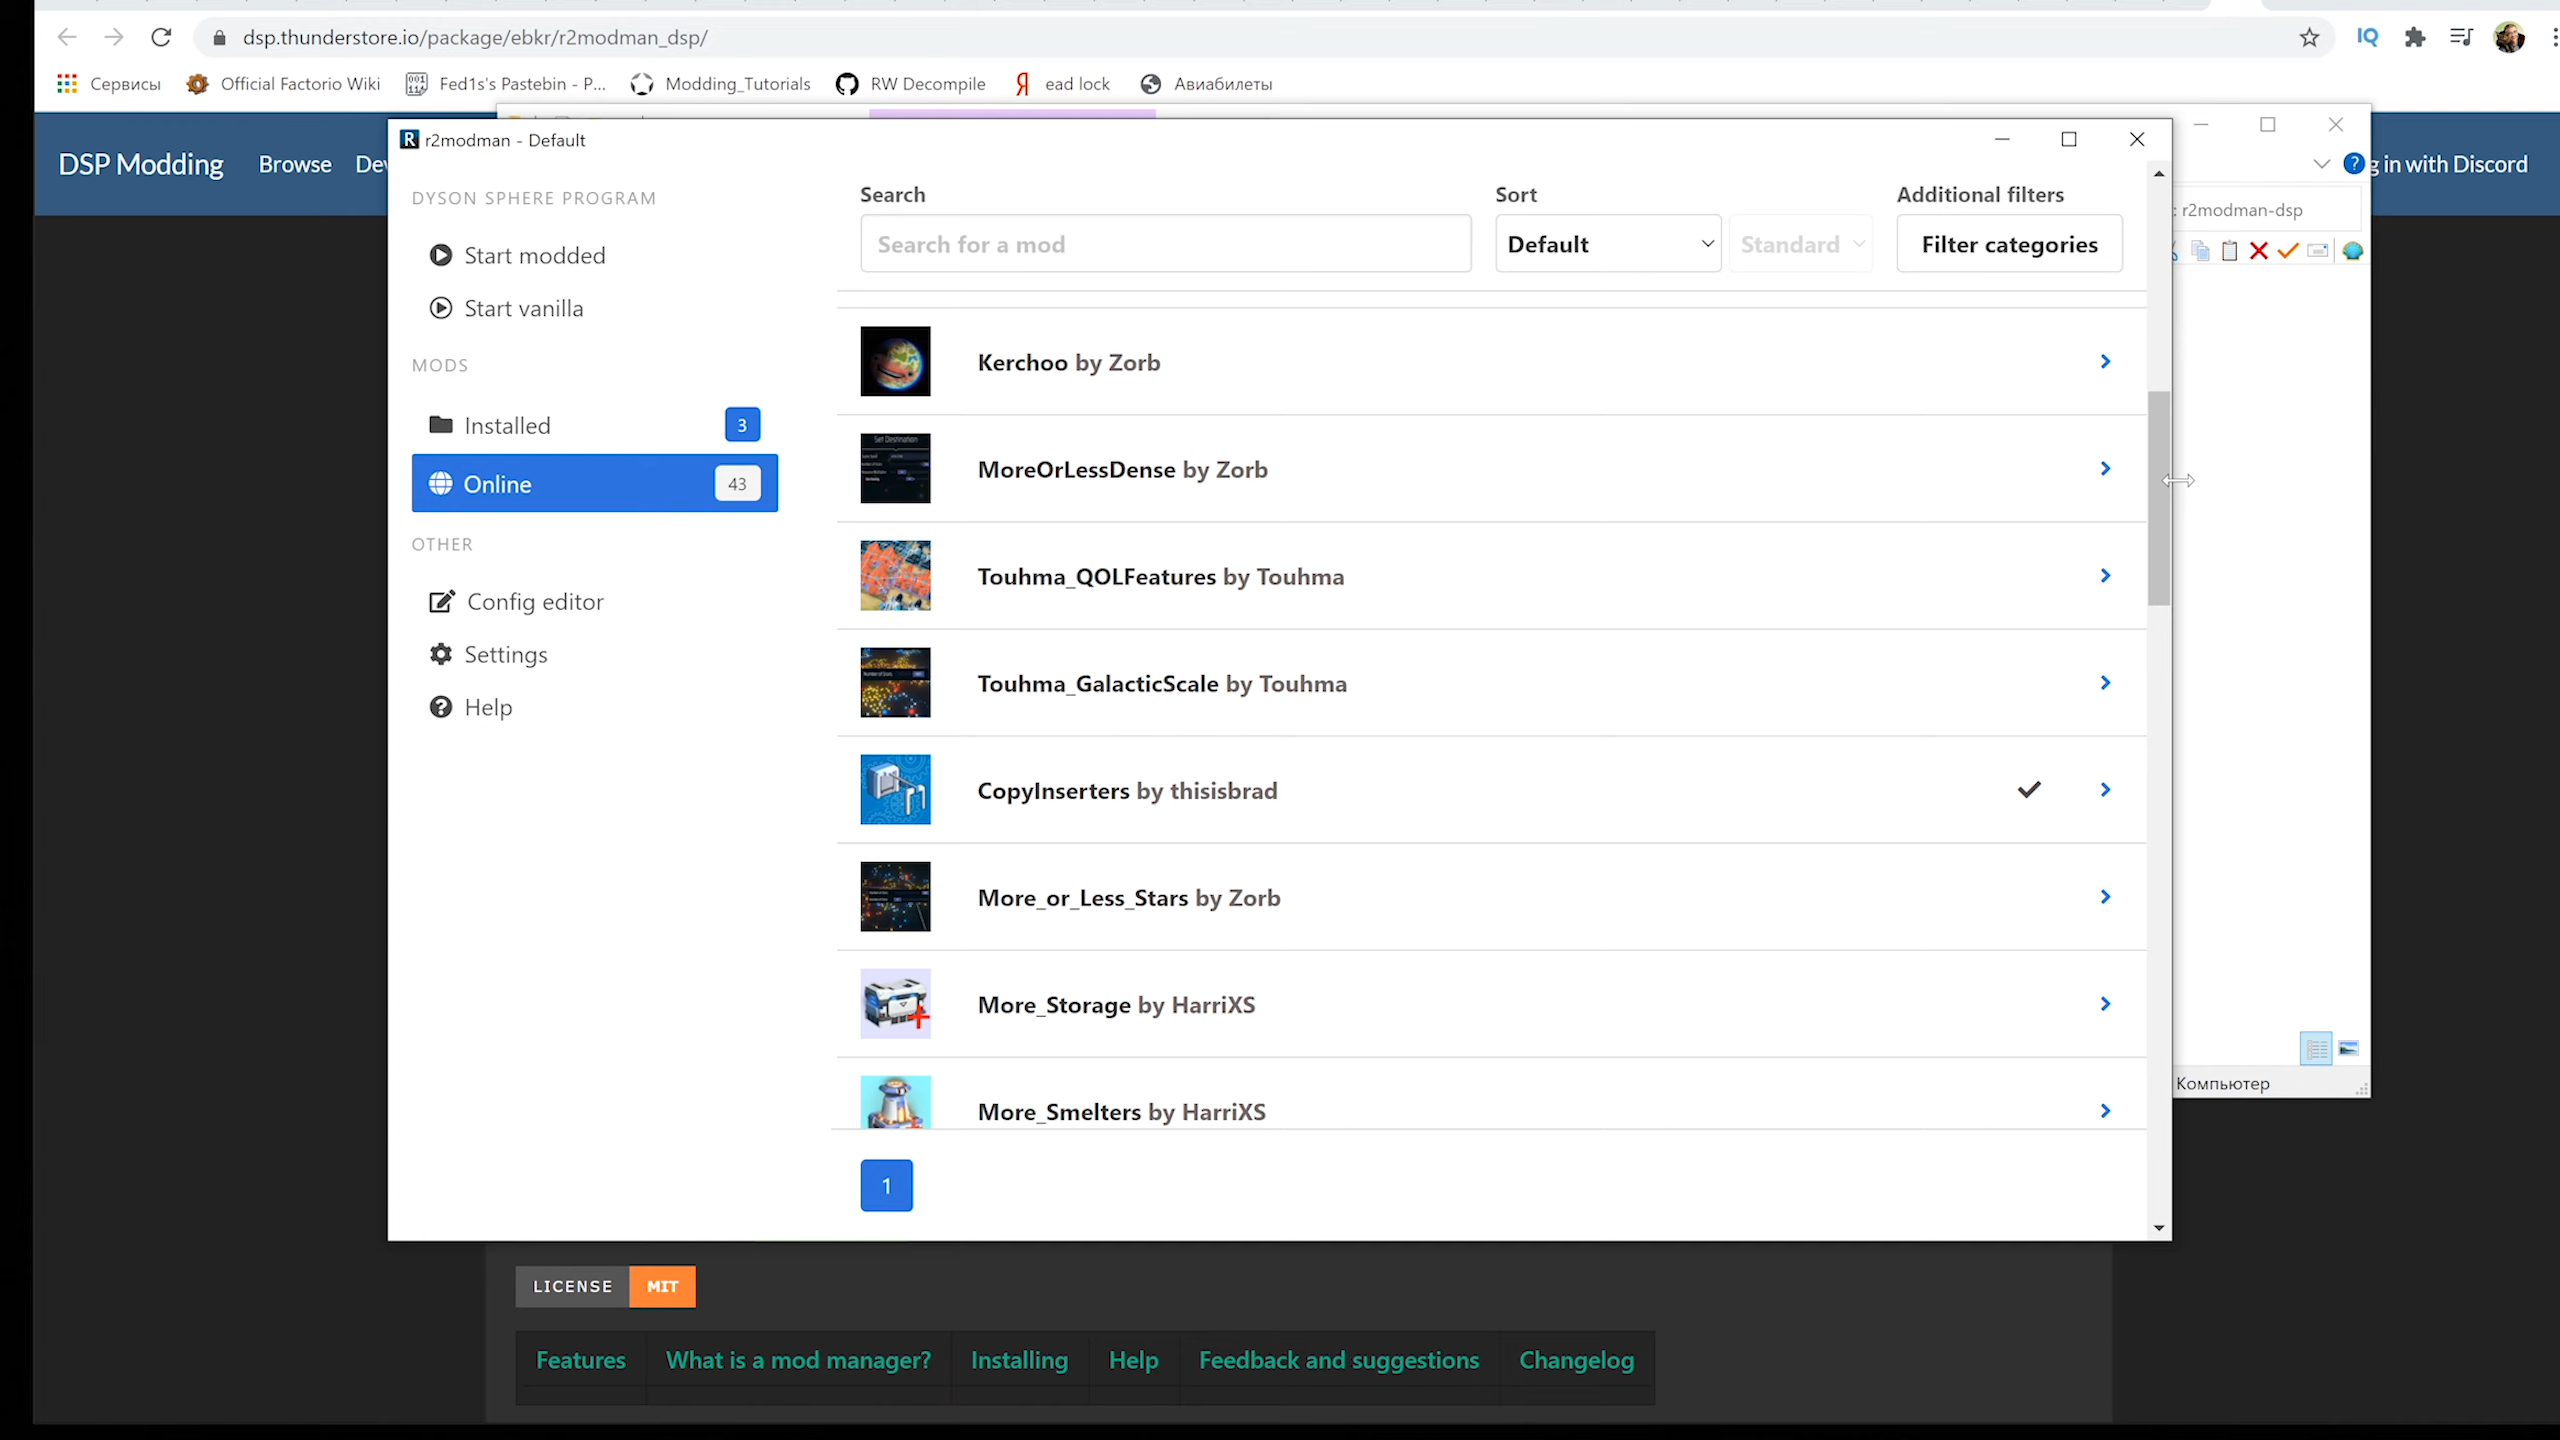 dsp.thunderstore.io/package/ebkr/r2modman_dsp/
IQ
Сервисы
Official Factorio Wiki
Fed1s's Pastebin - P...
Modding_Tutorials
RW Decompile
ead lock
Авиабилеты
DSP Modding
Browse
Dev
g in with Discord
r2modman - Default
: r2modman-dsp
DYSON SPHERE PROGRAM
Start modded
Start vanilla
MODS
Installed
3
Online
43
OTHER
Config editor
Settings
Help
Search
Search for a mod
Sort
Default
Standard
Additional filters
Filter categories
Kerchoo by Zorb
Set Destination
MoreOrLessDense by Zorb
Touhma_QOLFeatures by Touhma
Touhma_GalacticScale by Touhma
CopyInserters by thisisbrad
More_or_Less_Stars by Zorb
More_Storage by HarriXS
More_Smelters by HarriXS
1
Компьютер
LICENSE MIT
Features
What is a mod manager?
Installing
Help
Feedback and suggestions
Changelog